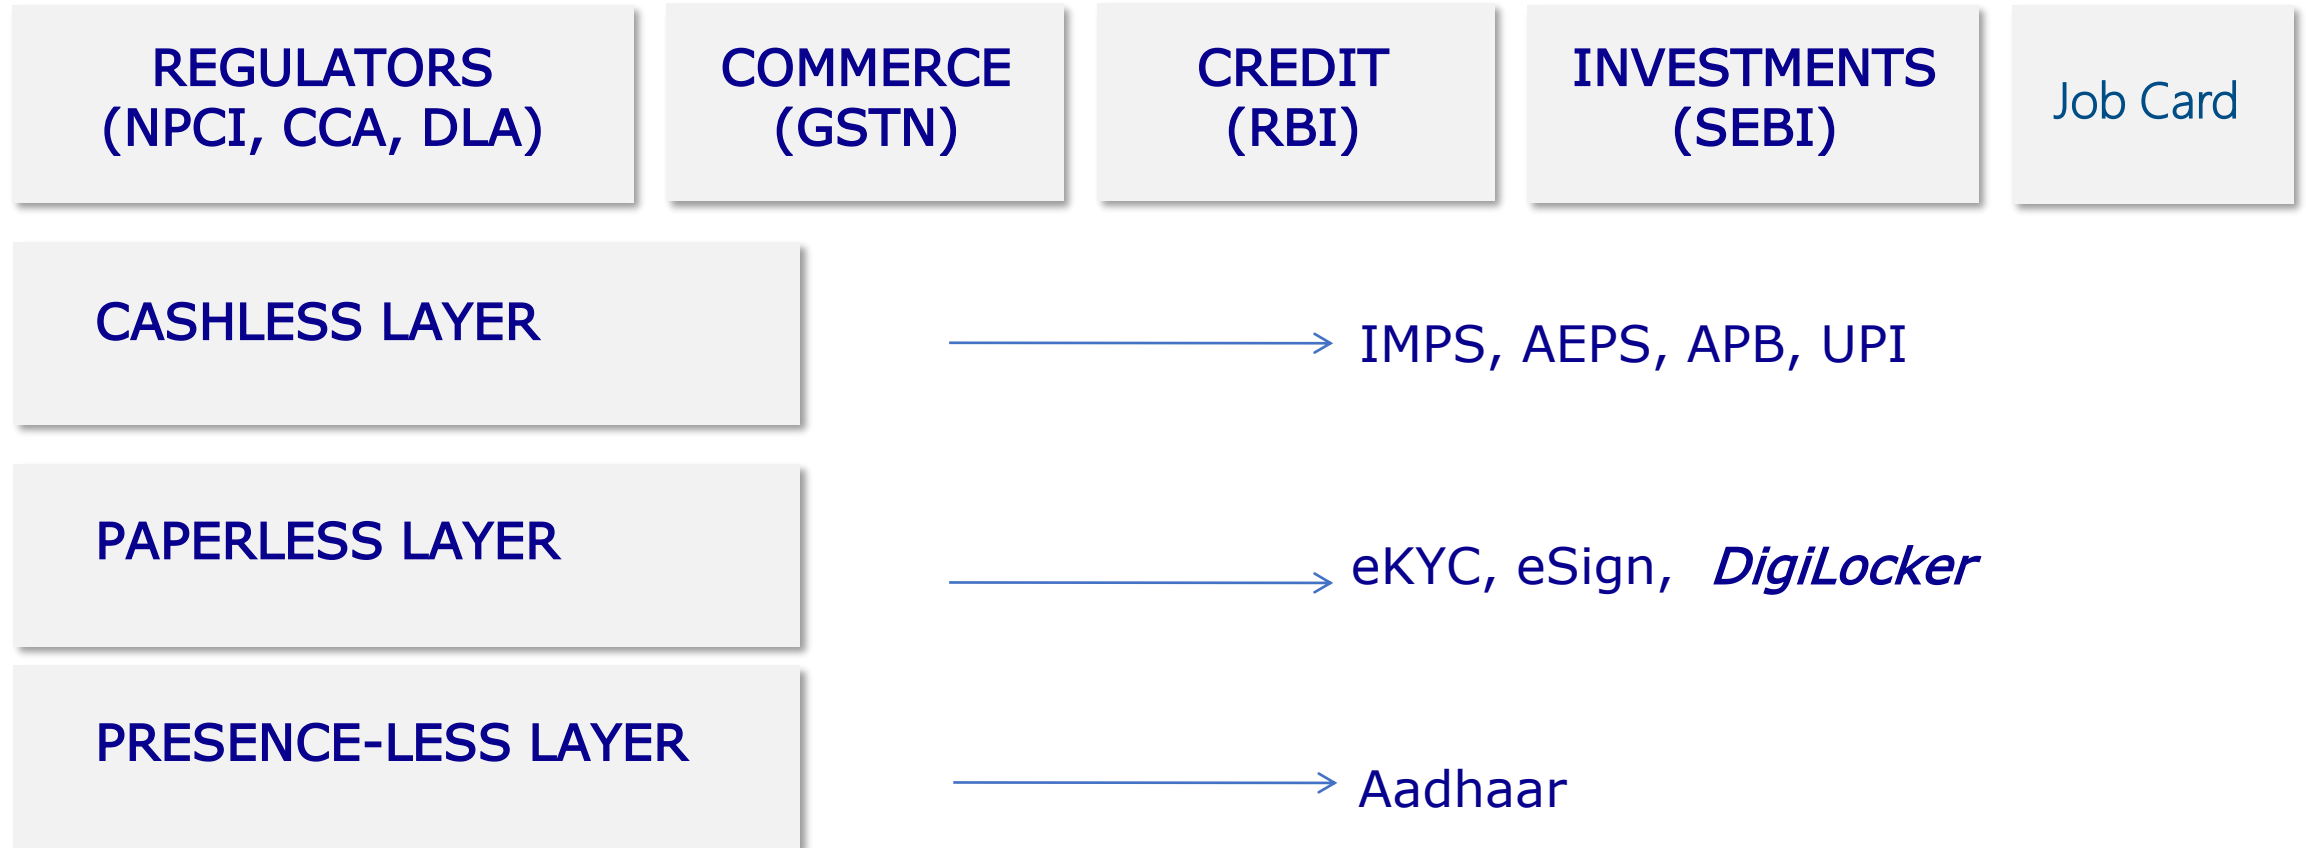 REGULATORS
(NPCI, CCA, DLA)
COMMERCE
(GSTN)
CREDIT
(RBI)
INVESTMENTS
(SEBI)
Job Card
CASHLESS LAYER
IMPS, AEPS, APB, UPI
PAPERLESS LAYER
eKYC, eSign, DigiLocker
PRESENCE-LESS LAYER
Aadhaar